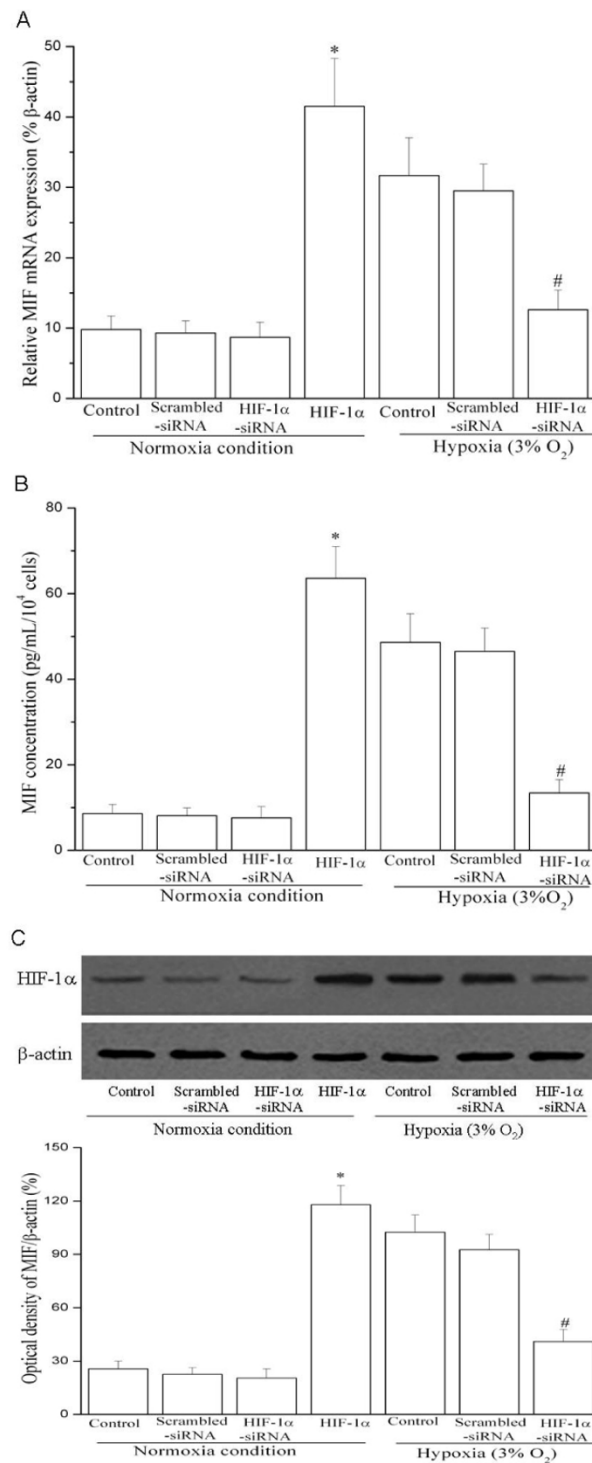 A
Relative MIF mRNA expression (% β-actin)
50
40
30
20
10
0
*
#
Control
Scrambled
-siRNA
HIF-1α
-siRNA
HIF-1α
Control
Scrambled
-siRNA
HIF-1α
-siRNA
Normoxia condition
Hypoxia (3% O₂)
B
MIF concentration (pg/mL/10⁴ cells)
80
60
40
20
0
*
#
Control
Scrambled
-siRNA
HIF-1α
-siRNA
HIF-1α
Control
Scrambled
-siRNA
HIF-1α
-siRNA
Normoxia condition
Hypoxia (3%O₂)
C
HIF-1α
β-actin
Control
Scrambled
-siRNA
HIF-1α
-siRNA
HIF-1α
Control
Scrambled
-siRNA
HIF-1α
-siRNA
Normoxia condition
Hypoxia (3% O₂)
Optical density of MIF/β-actin (%)
150
120
90
60
30
0
*
#
Control
Scrambled
-siRNA
HIF-1α
-siRNA
HIF-1α
Control
Scrambled
-siRNA
HIF-1α
-siRNA
Normoxia condition
Hypoxia (3% O₂)